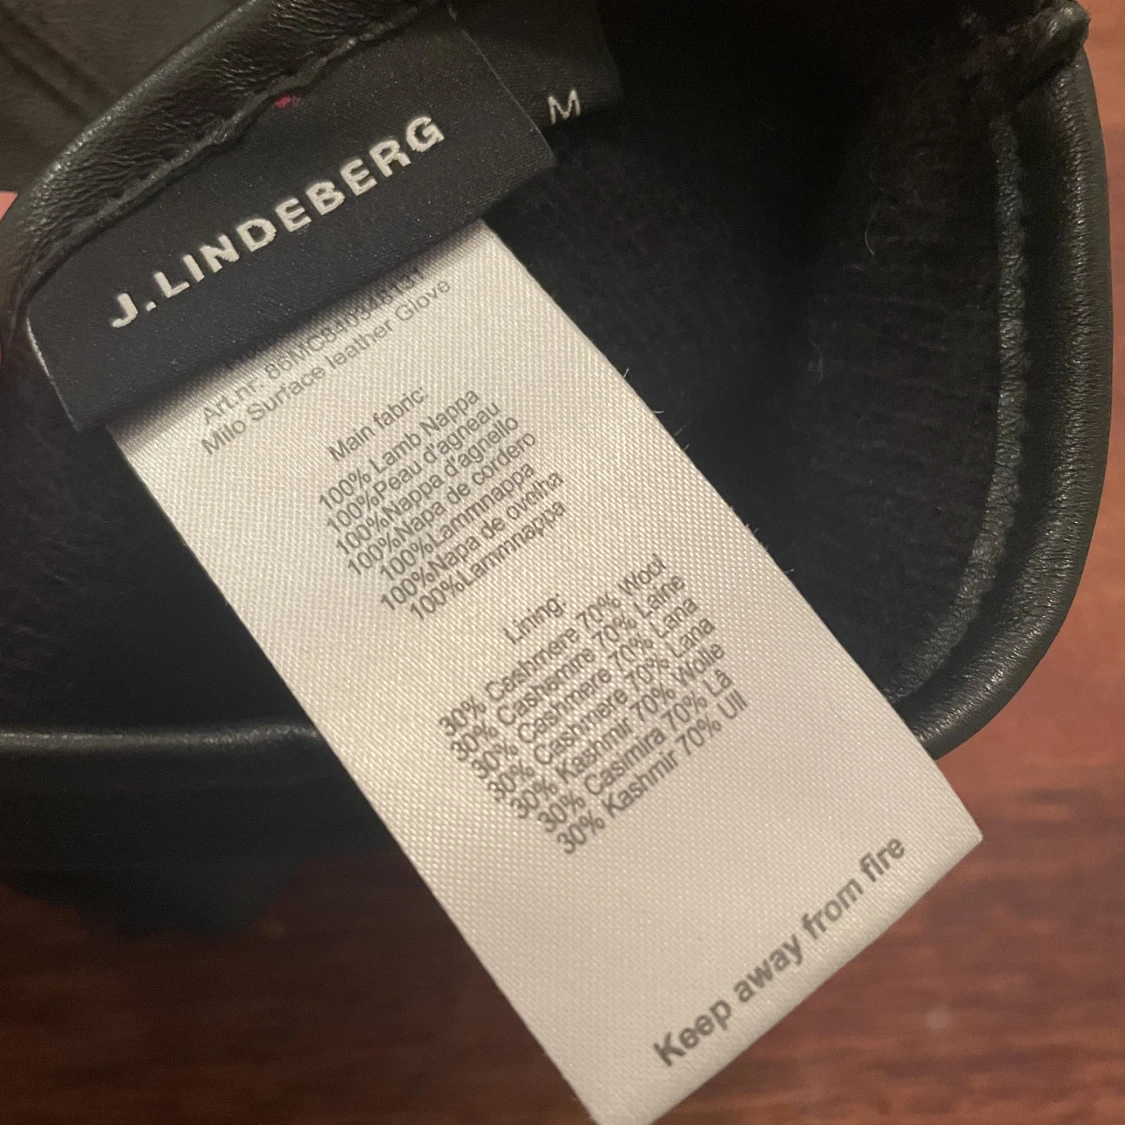 M
J.LINDEBERG
Art.nr.
Milo Surface leather Glove
Main fabric:
100% Lamb Nappa
100%Peau d'agneau
100%Nappa d'agnello
100%Napa de cordero
100%Lammnappa
100%Napa de ovelha
100%Lammnappa
Lining:
30% Cashmere 70% Wool
30% Cashemire 70% Laine
30% Cashmere 70% Lana
30% Cashmere 70% Lana
30% Kashmir 70% Wolle
30% Casimira 70% Lã
30% Kashmir 70% Ull
Keep away from fire